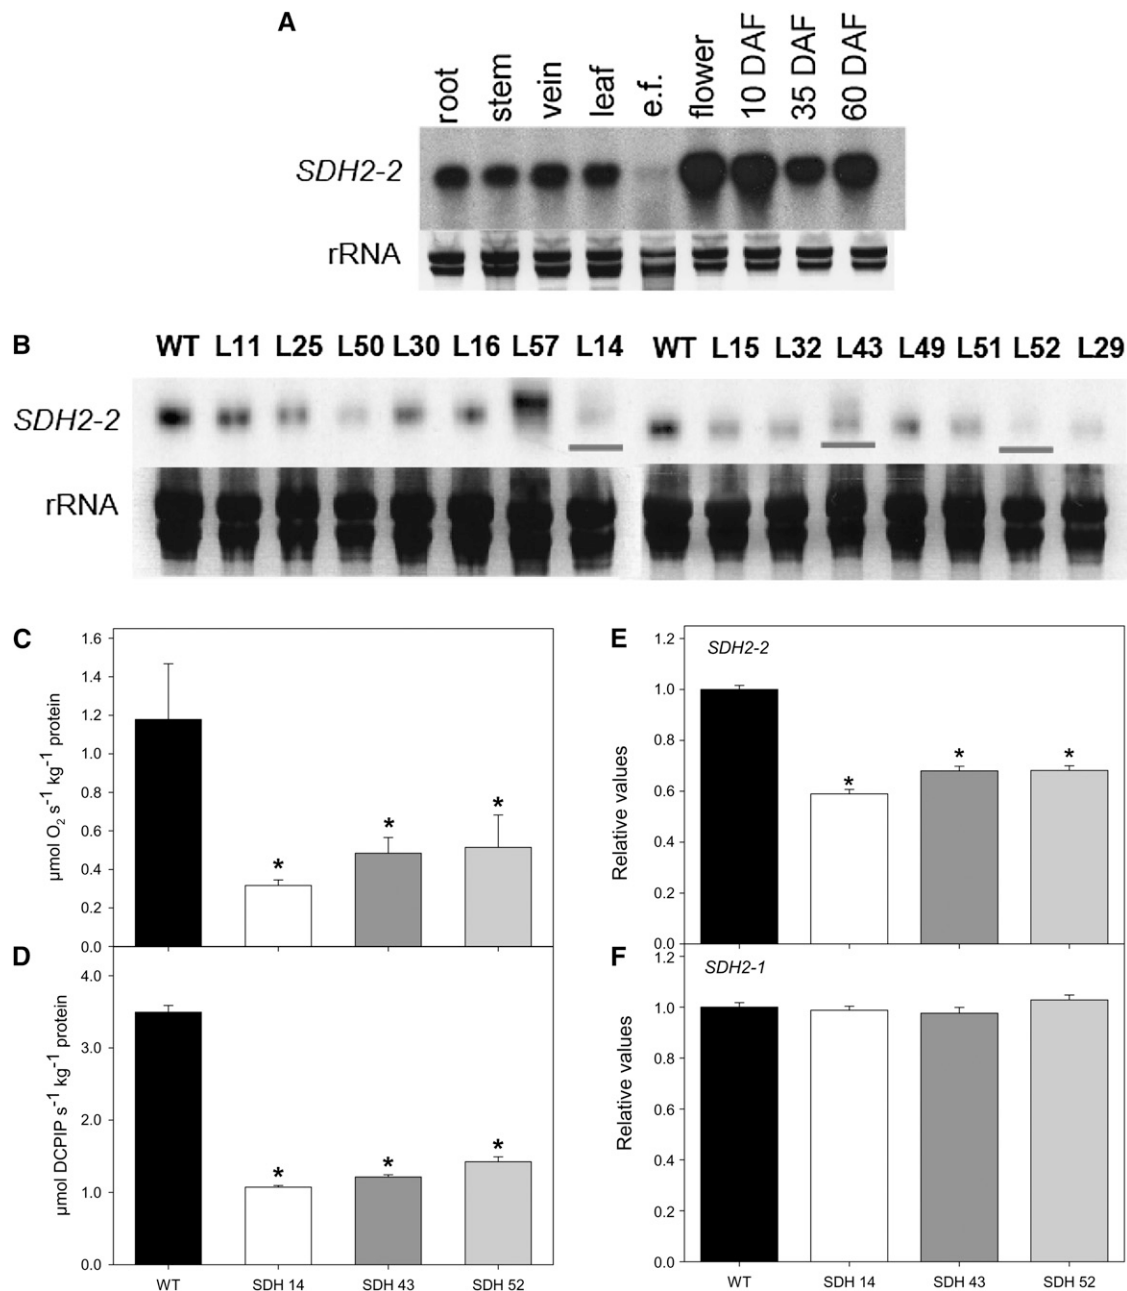 A
root stem vein leaf e.f. flower 10 DAF 35 DAF 60 DAF
SDH2-2
rRNA
B
WT L11 L25 L50 L30 L16 L57 L14 WT L15 L32 L43 L49 L51 L52 L29
SDH2-2
rRNA
C
1.6
1.4
1.2
1.0
0.8
0.6
0.4
0.2
0.0
µmol O₂ s⁻¹ kg⁻¹ protein
* * *
D
4.0
3.0
2.0
1.0
0.0
µmol DCPIP s⁻¹ kg⁻¹ protein
* * *
WT SDH 14 SDH 43 SDH 52
E
SDH2-2
1.2
1.0
0.8
0.6
0.4
0.2
0.0
Relative values
* * *
F
SDH2-1
1.2
1.0
0.8
0.6
0.4
0.2
0.0
Relative values
WT SDH 14 SDH 43 SDH 52